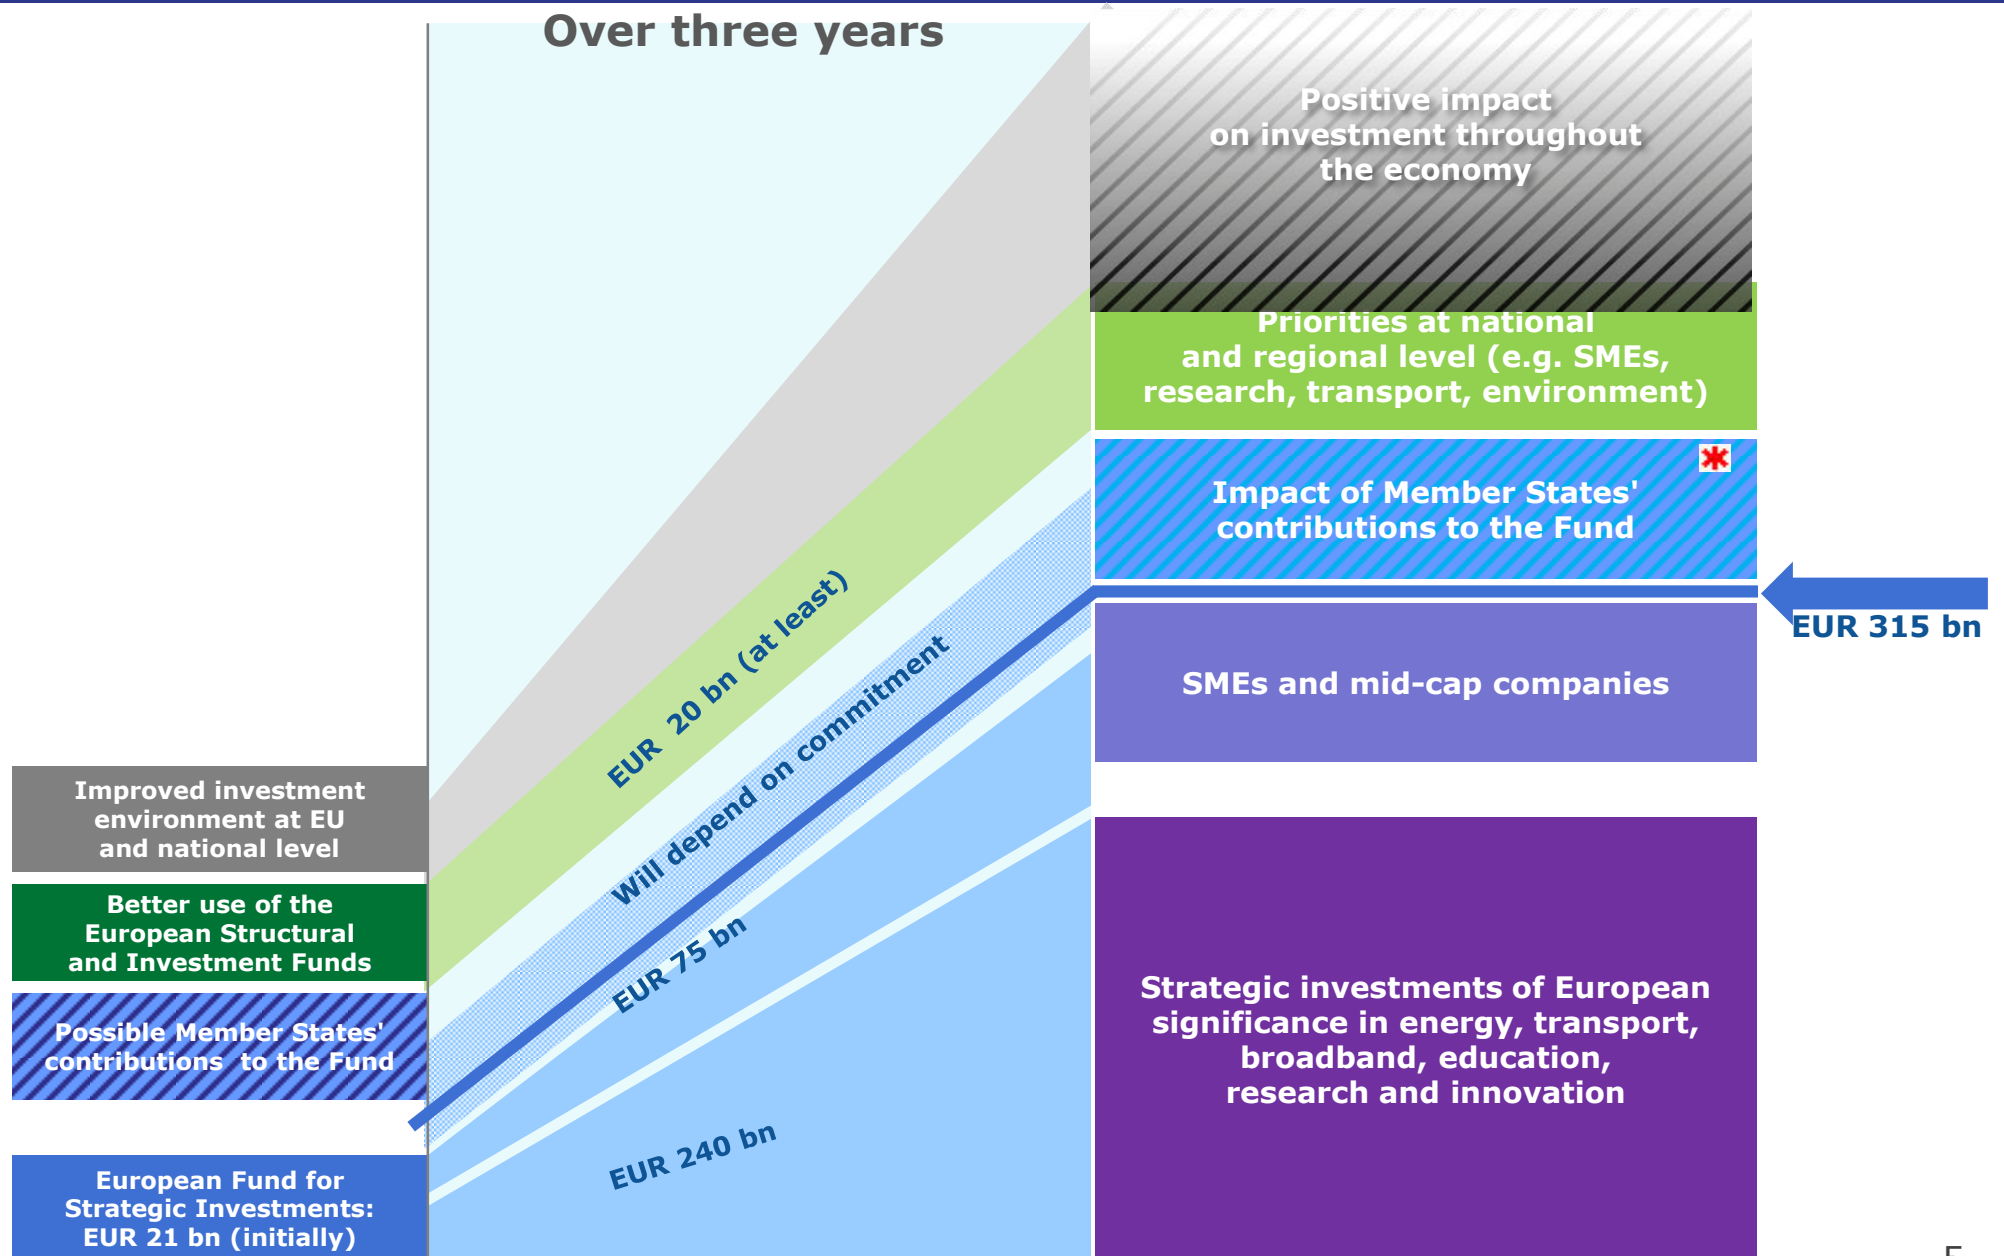 Over three years
Positive impact
on investment throughout
the economy
Priorities at national
and regional level (e.g. SMEs,
research, transport, environment)
Impact of Member States'
contributions to the Fund
EUR 315 bn
SMEs and mid-cap companies
Strategic investments of European
significance in energy, transport,
broadband, education,
research and innovation
EUR  20 bn (at least)
Will depend on commitment
EUR 75 bn
EUR 240 bn
Improved investment
environment at EU
and national level
Better use of the
European Structural
and Investment Funds
Possible Member States'
contributions  to the Fund
European Fund for
Strategic Investments:
EUR 21 bn (initially)